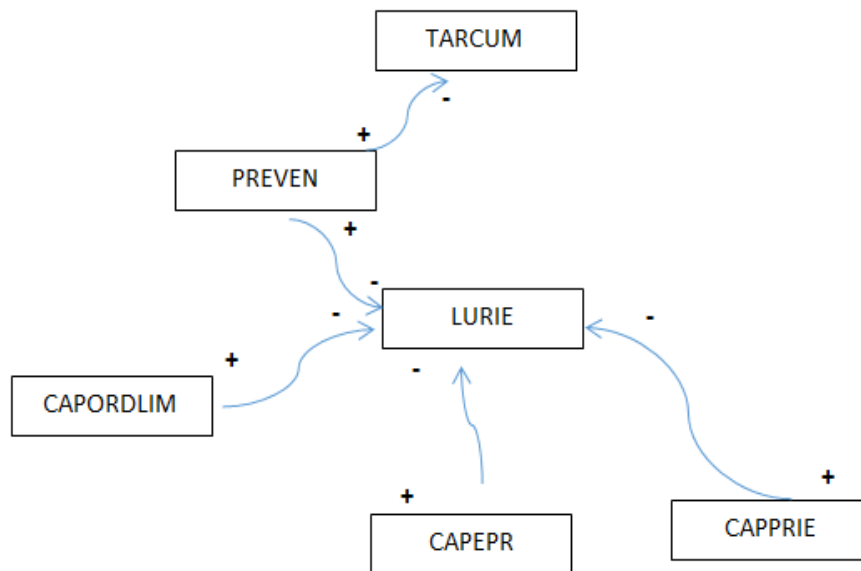 TARCUM
-
+
PREVEN
+
-
LURIE
-
-
-
+
CAPORDLIM
+
CAPEPR
+
CAPPRIE